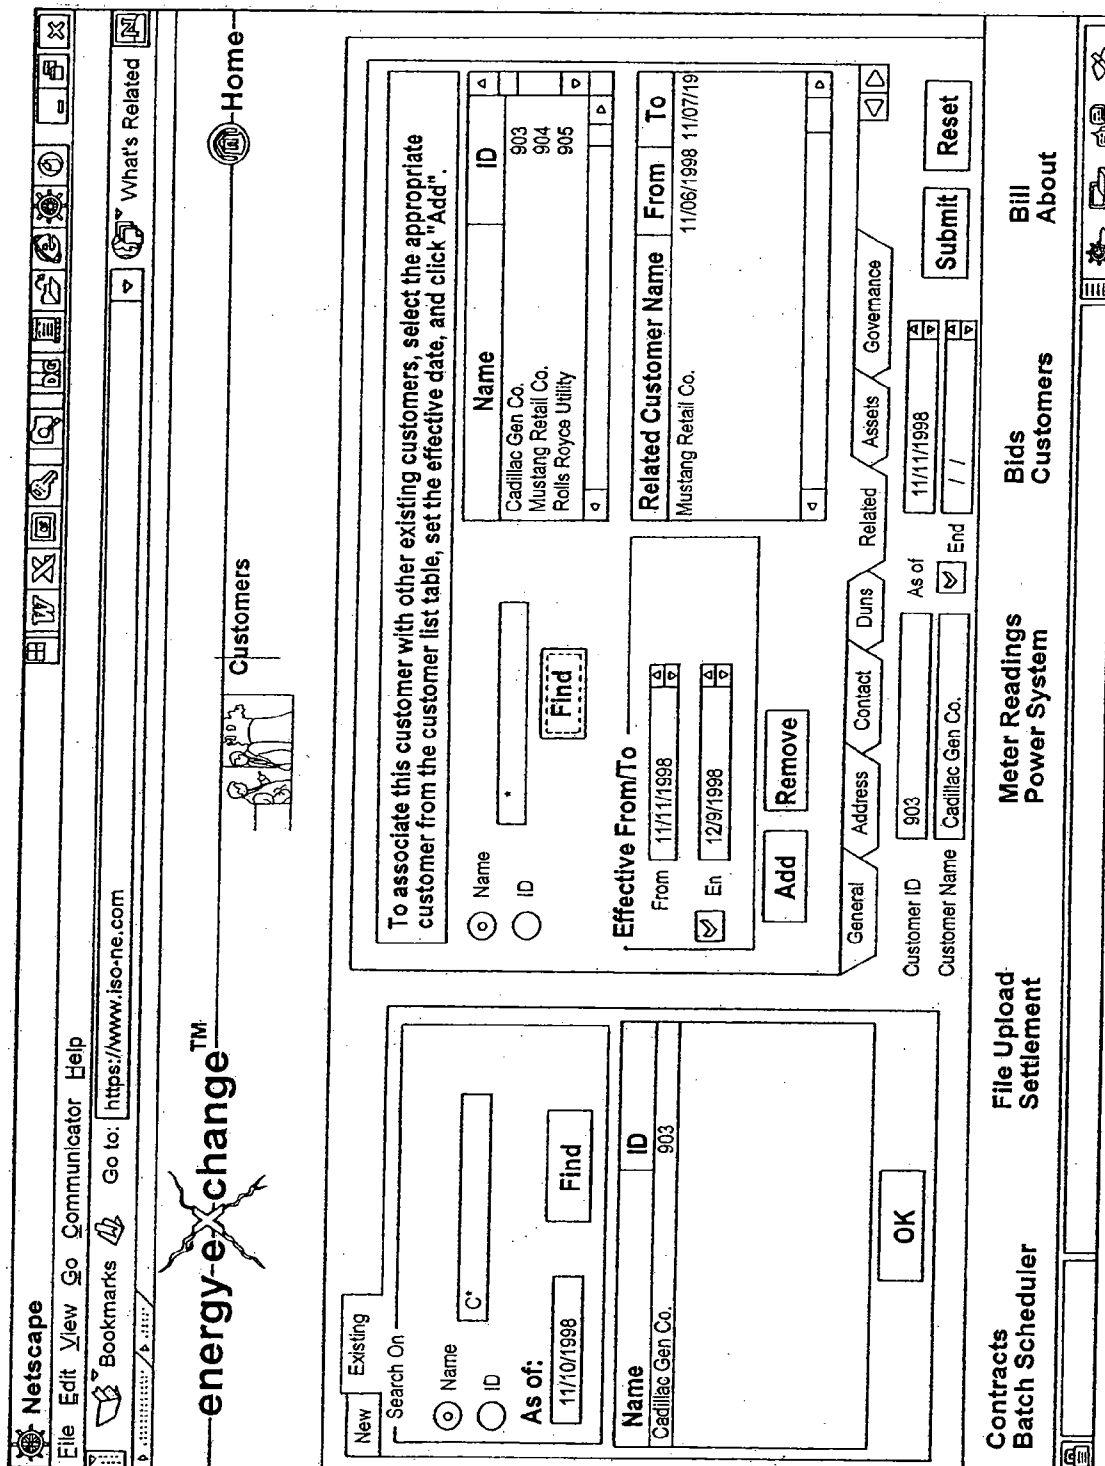 Netscape
File Edit View Go Communicator Help
Bookmarks Go to: https://www.iso-ne.com What's Related N
energy-e-x-change™ Customers Home
New Existing
Search On
Name C*
ID
As of:
11/10/1998 Find
Name ID
Cadillac Gen Co. 903
OK
To associate this customer with other existing customers, select the appropriate
customer from the customer list table, set the effective date, and click "Add".
Name *
ID
Find
Name ID
Cadillac Gen Co. 903
Mustang Retail Co. 904
Rolls Royce Utility 905
Effective From/To
From 11/11/1998
En 12/9/1998
Add Remove
Related Customer Name From To
Mustang Retail Co. 11/06/1998 11/07/19
General Address Contact Duns Related Assets Governance
Customer ID 903 As of 11/11/1998
Customer Name Cadillac Gen Co. End / /
Submit Reset
Contracts File Upload Meter Readings Bids Bill
Batch Scheduler Settlement Power System Customers About